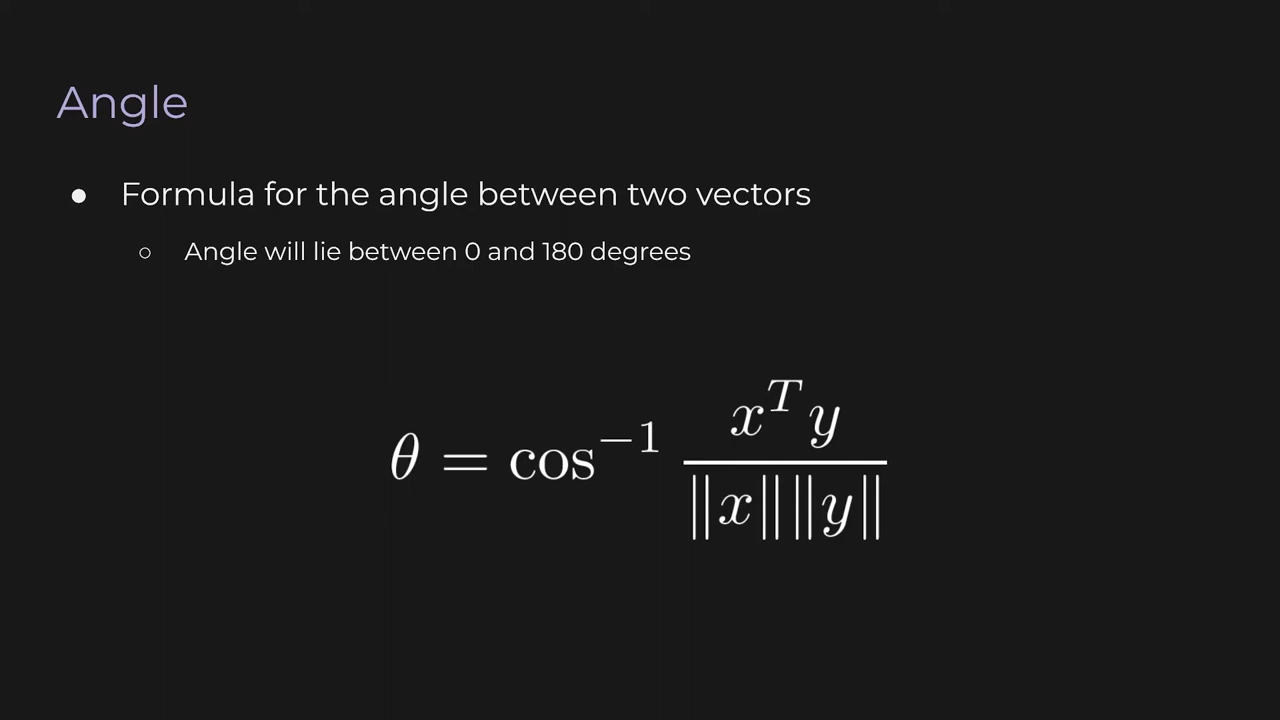 Angle
● Formula for the angle between two vectors
○ Angle will lie between 0 and 180 degrees
θ = cos⁻¹ xᵀy / ‖x‖‖y‖